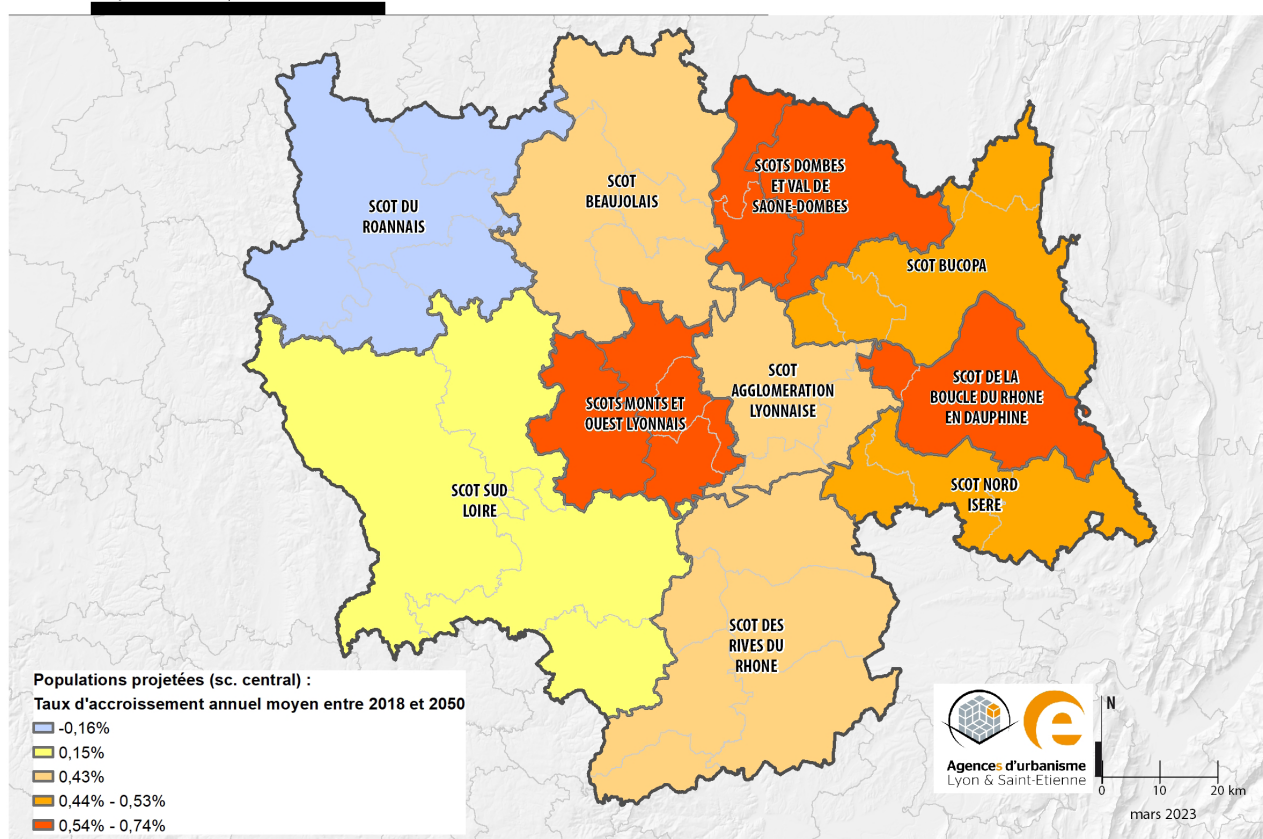 SCOT DU
ROANNAIS
SCOT
BEAUJOLAIS
SCOTS DOMBES
ET VAL DE
SAONE-DOMBES
SCOT BUCOPA
SCOT
AGGLOMERATION
LYONNAISE
SCOT DE LA
BOUCLE DU RHONE
EN DAUPHINE
SCOTS MONTS ET
OUEST LYONNAIS
SCOT SUD
LOIRE
SCOT NORD
ISERE
SCOT DES
RIVES DU
RHONE
Populations projetées (sc. central) :
Taux d'accroissement annuel moyen entre 2018 et 2050
-0,16%
0,15%
0,43%
0,44% - 0,53%
0,54% - 0,74%
Agences d'urbanisme
Lyon & Saint-Etienne
N
0 10 20 km
mars 2023